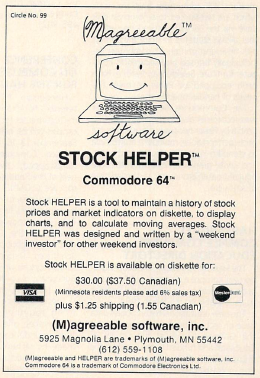 Circle No. 99
(M)agreeable™
software
STOCK HELPER™
Commodore 64™
Stock HELPER is a tool to maintain a history of stock
prices and market indicators on diskette, to display
charts, and to calculate moving averages. Stock
HELPER was designed and written by a "weekend
investor" for other weekend investors.
Stock HELPER is available on diskette for:
$30.00 ($37.50 Canadian)
(Minnesota residents please add 6% sales tax)
plus $1.25 shipping (1.55 Canadian)
VISA
(M)agreeable software, inc.
5925 Magnolia Lane • Plymouth, MN 55442
(612) 559-1108
(M)agreeable and HELPER are trademarks of (M)agreeable software, inc.
Commodore 64 is a trademark of Commodore Electronics Ltd.